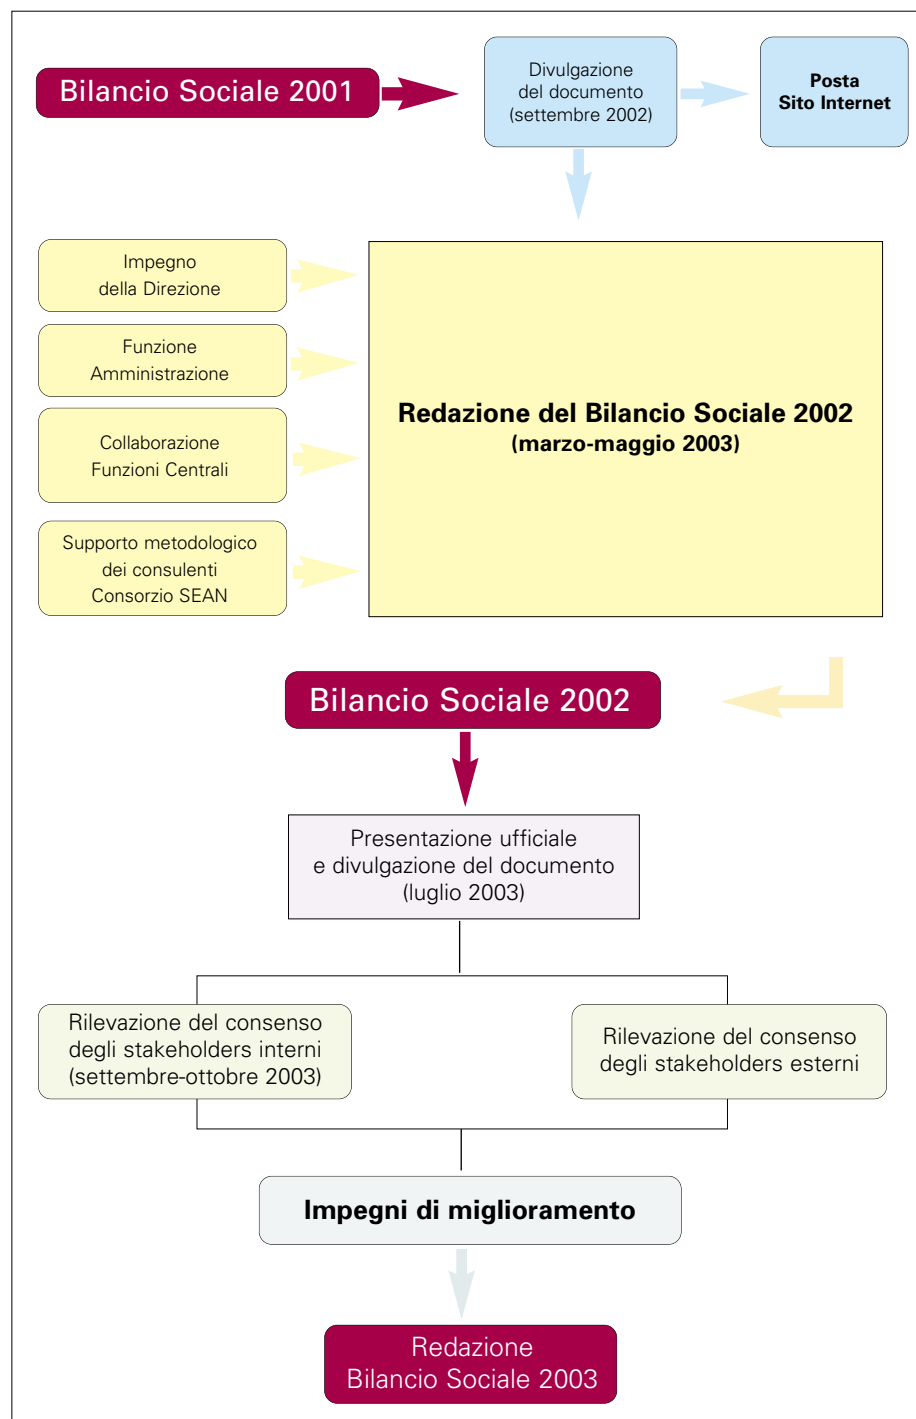 Bilancio Sociale 2001
Divulgazione
del documento
(settembre 2002)
Posta
Sito Internet
Impegno
della Direzione
Funzione
Amministrazione
Collaborazione
Funzioni Centrali
Supporto metodologico
dei consulenti
Consorzio SEAN
Redazione del Bilancio Sociale 2002
(marzo-maggio 2003)
Bilancio Sociale 2002
Presentazione ufficiale
e divulgazione del documento
(luglio 2003)
Rilevazione del consenso
degli stakeholders interni
(settembre-ottobre 2003)
Rilevazione del consenso
degli stakeholders esterni
Impegni di miglioramento
Redazione
Bilancio Sociale 2003